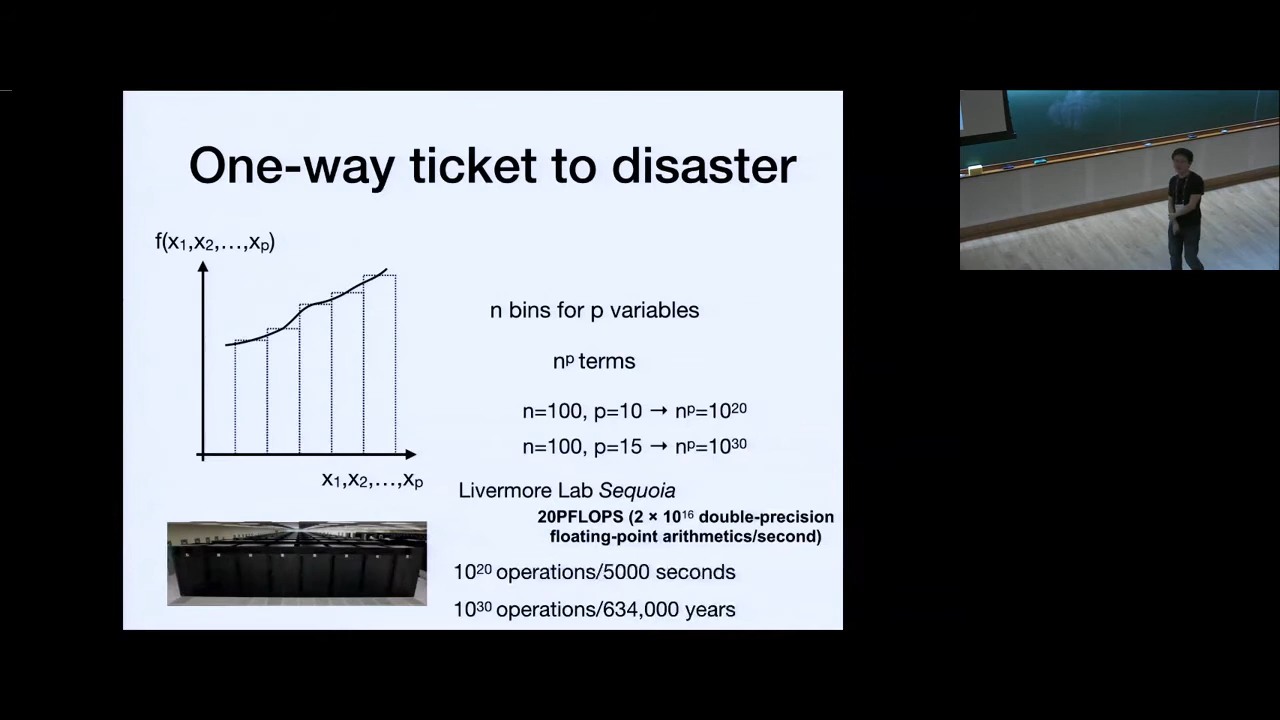 One-way ticket to disaster
f(x₁,x₂,…,xₚ)
n bins for p variables
nᵖ terms
n=100, p=10 → nᵖ=10²⁰
n=100, p=15 → nᵖ=10³⁰
x₁,x₂,…,xₚ
Livermore Lab Sequoia
20PFLOPS (2 × 10¹⁶ double-precision
floating-point arithmetics/second)
10²⁰ operations/5000 seconds
10³⁰ operations/634,000 years